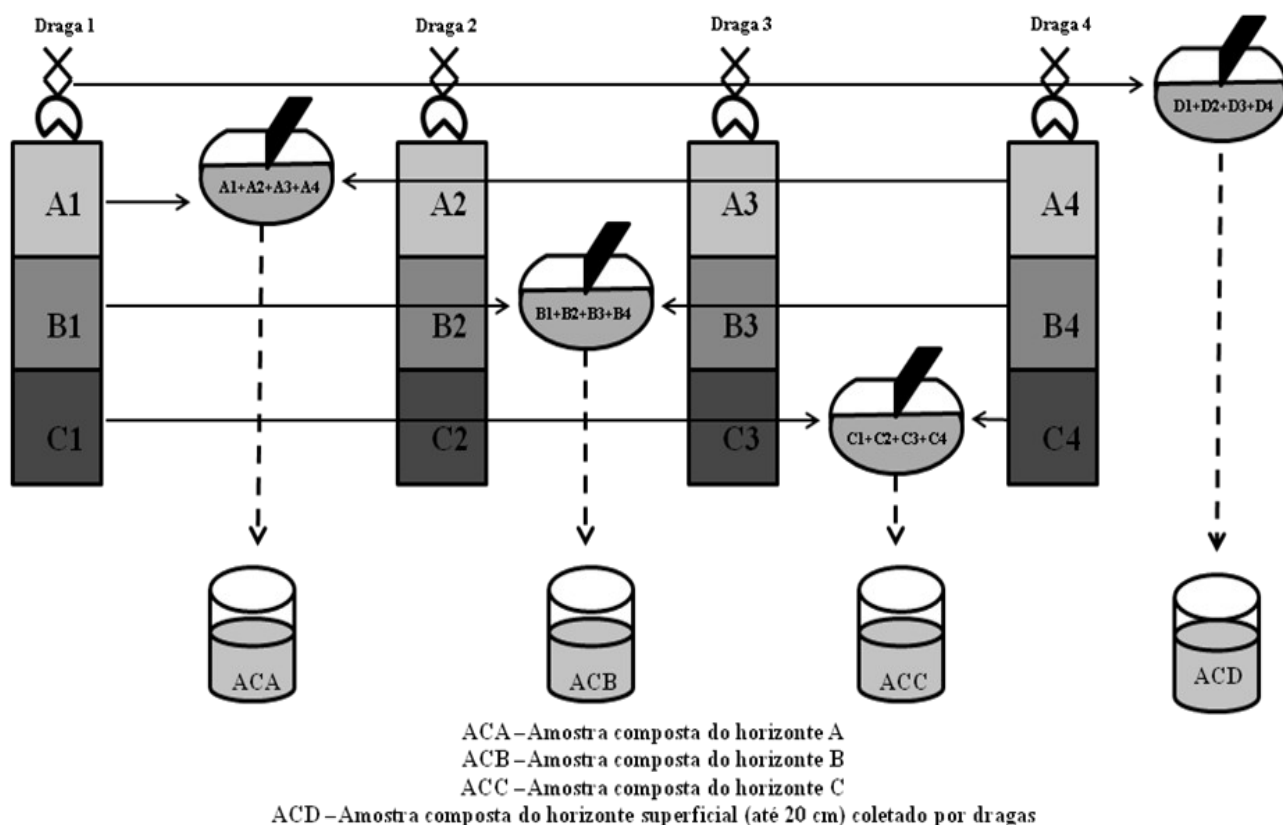 Draga 1
Draga 2
Draga 3
Draga 4
D1+D2+D3+D4
A1+A2+A3+A4
A1
A2
A3
A4
B1+B2+B3+B4
B1
B2
B3
B4
C1+C2+C3+C4
C1
C2
C3
C4
ACA
ACB
ACC
ACD
ACA –Amostra composta do horizonte A
ACB –Amostra composta do horizonte B
ACC –Amostra composta do horizonte C
ACD –Amostra composta do horizonte superficial (até 20 cm) coletado por dragas